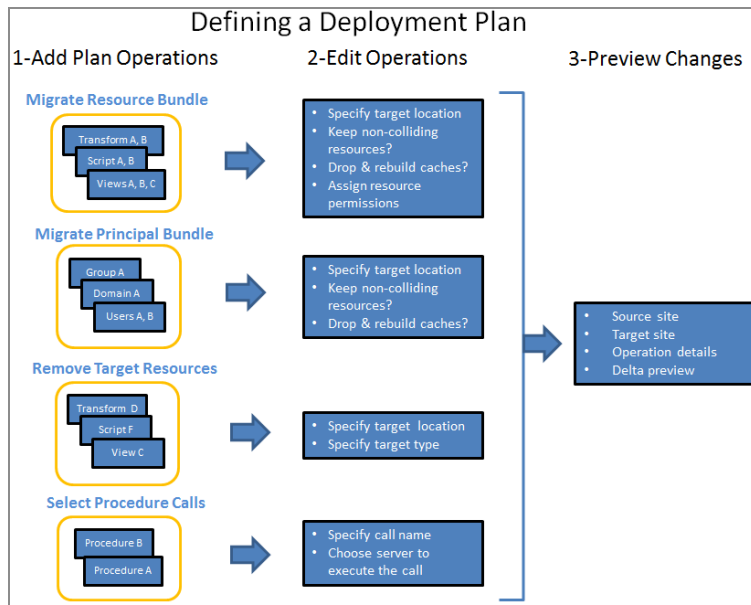 Defining a Deployment Plan
1-Add Plan Operations
2-Edit Operations
3-Preview Changes
Migrate Resource Bundle
Transform A, B
Script A, B
Views A, B, C
• Specify target location
• Keep non-colliding
resources?
• Drop & rebuild caches?
• Assign resource
permissions
Migrate Principal Bundle
Group A
Domain A
Users A, B
• Specify target location
• Keep non-colliding
resources?
• Drop & rebuild caches?
• Source site
• Target site
• Operation details
• Delta preview
Remove Target Resources
Transform D
Script F
View C
• Specify target location
• Specify target type
Select Procedure Calls
Procedure B
Procedure A
• Specify call name
• Choose server to
execute the call